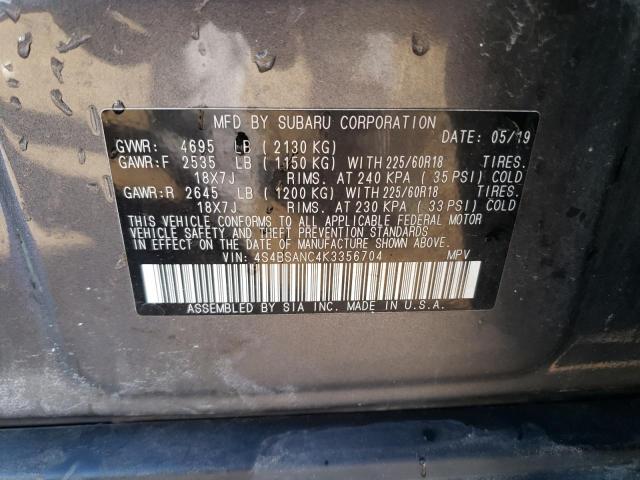 MFD BY SUBARU CORPORATION
GVWR: 4695 LB (2130 KG) DATE: 05/19
GAWR:F 2535 LB (1150 KG) WITH 225/60R18 TIRES.
18X7J RIMS. AT 240 KPA (35 PSI) COLD
GAWR:R 2645 LB (1200 KG) WITH 225/60R18 TIRES.
18X7J RIMS. AT 230 KPA (33 PSI) COLD
THIS VEHICLE CONFORMS TO ALL APPLICABLE FEDERAL MOTOR
VEHICLE SAFETY AND THEFT PREVENTION STANDARDS
IN EFFECT ON THE DATE OF MANUFACTURE SHOWN ABOVE.
VIN: 4S4BSANC4K3356704 MPV
ASSEMBLED BY SIA INC. MADE IN U.S.A.